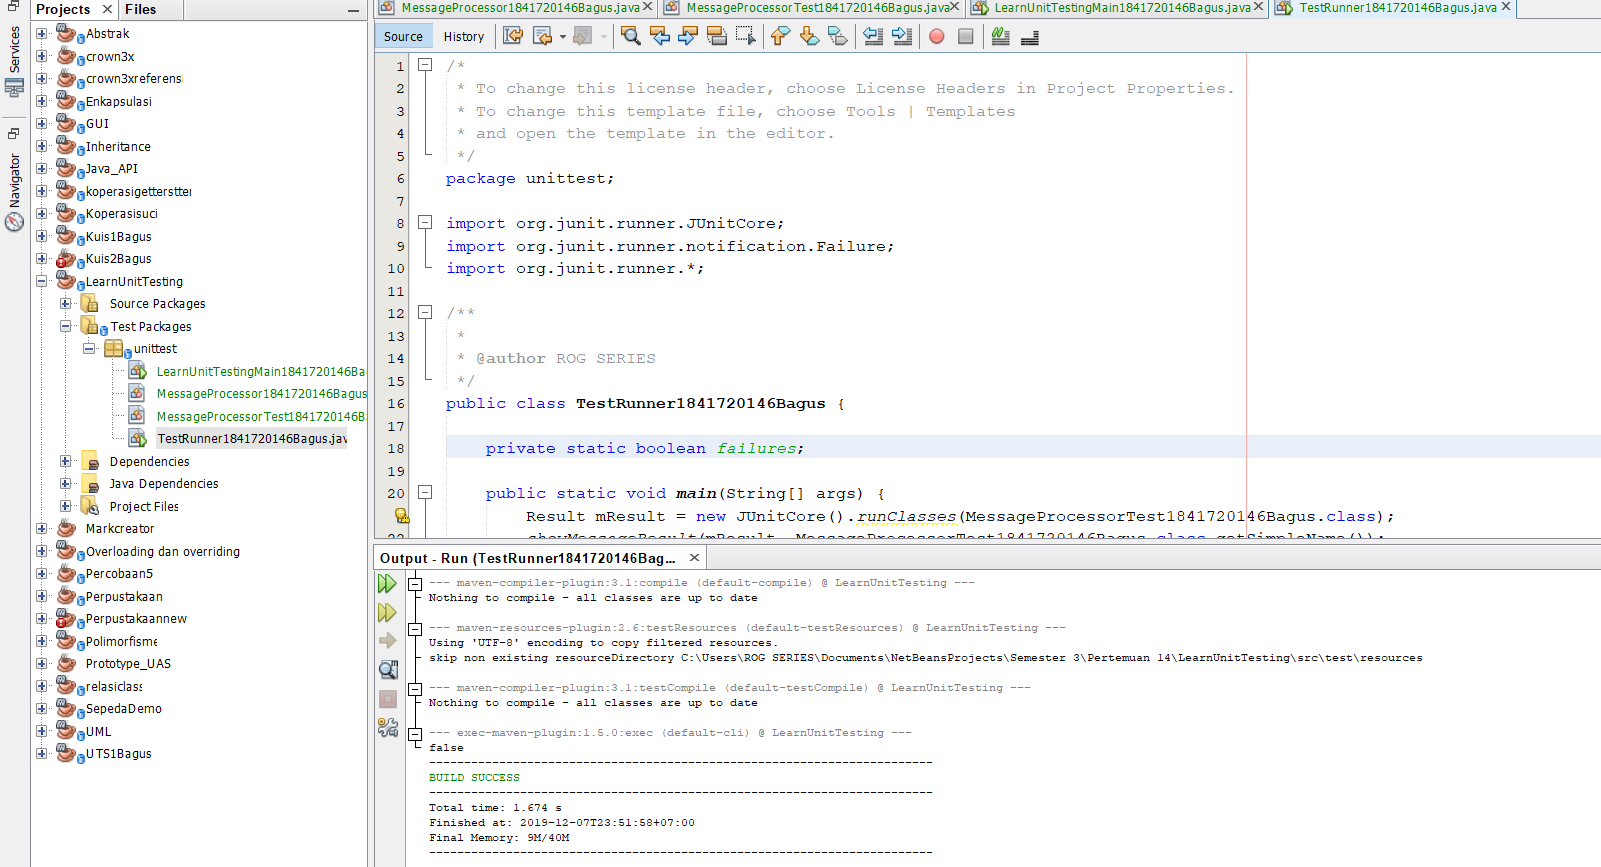 Services
Navigator
Projects
Files
Abstrak
crown3x
crown3xreferensi
Enkapsulasi
GUI
Inheritance
Java_API
koperasigetterstter
Koperasisuci
Kuis1Bagus
Kuis2Bagus
LearnUnitTesting
Source Packages
Test Packages
unittest
LearnUnitTestingMain1841720146Ba
MessageProcessor1841720146Bagus
MessageProcessorTest1841720146B
TestRunner1841720146Bagus.jav
Dependencies
Java Dependencies
Project Files
Markcreator
Overloading dan overriding
Percobaan5
Perpustakaan
Perpustakaannew
Polimorfisme
Prototype_UAS
relasiclass
SepedaDemo
UML
UTS1Bagus
MessageProcessor1841720146Bagus.java
MessageProcessorTest1841720146Bagus.java
LearnUnitTestingMain1841720146Bagus.java
TestRunner1841720146Bagus.java
Source
History
1 /*
2 * To change this license header, choose License Headers in Project Properties.
3 * To change this template file, choose Tools | Templates
4 * and open the template in the editor.
5 */
6 package unittest;
7
8 import org.junit.runner.JUnitCore;
9 import org.junit.runner.notification.Failure;
10 import org.junit.runner.*;
11
12 /**
13 *
14 * @author ROG SERIES
15 */
16 public class TestRunner1841720146Bagus {
17
18 private static boolean failures;
19
20 public static void main(String[] args) {
Result mResult = new JUnitCore().runClasses(MessageProcessorTest1841720146Bagus.class);
showMessageResult(mResult, MessageProcessorTest1841720146Bagus.class.getSimpleName());
Output - Run (TestRunner1841720146Bag...
--- maven-compiler-plugin:3.1:compile (default-compile) @ LearnUnitTesting ---
Nothing to compile - all classes are up to date
--- maven-resources-plugin:2.6:testResources (default-testResources) @ LearnUnitTesting ---
Using 'UTF-8' encoding to copy filtered resources.
skip non existing resourceDirectory C:\Users\ROG SERIES\Documents\NetBeansProjects\Semester 3\Pertemuan 14\LearnUnitTesting\src\test\resources
--- maven-compiler-plugin:3.1:testCompile (default-testCompile) @ LearnUnitTesting ---
Nothing to compile - all classes are up to date
--- exec-maven-plugin:1.5.0:exec (default-cli) @ LearnUnitTesting ---
false
------------------------------------------------------------------------
BUILD SUCCESS
------------------------------------------------------------------------
Total time: 1.674 s
Finished at: 2019-12-07T23:51:58+07:00
Final Memory: 9M/40M
------------------------------------------------------------------------